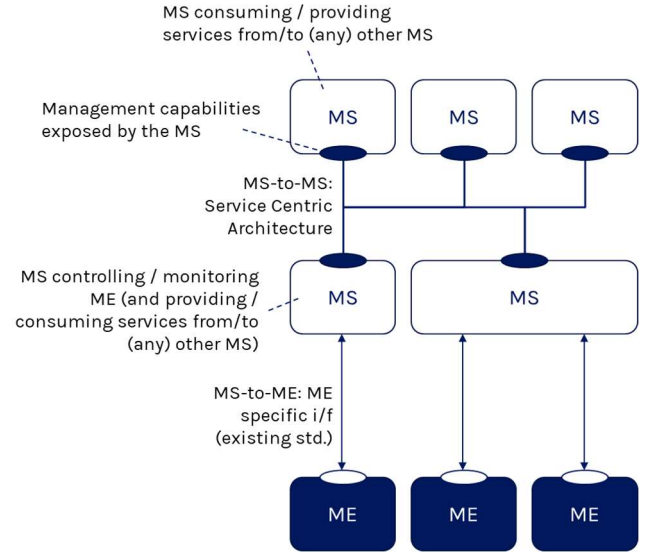 MS consuming / providing
services from/to (any) other MS
Management capabilities
exposed by the MS
MS
MS
MS
MS-to-MS:
Service Centric
Architecture
MS controlling / monitoring
ME (and providing /
consuming services from/to
(any) other MS)
MS
MS
MS-to-ME: ME
specific i/f
(existing std.)
ME
ME
ME